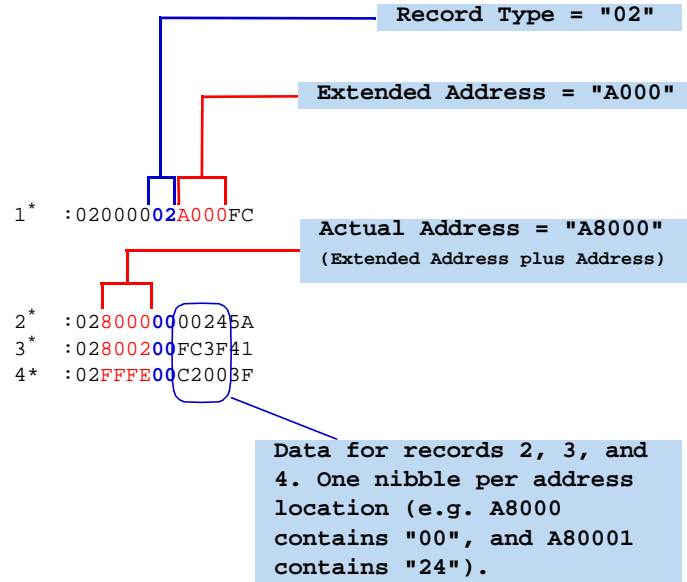 Record Type = "02"
Extended Address = "A000"
1* :02000002A000FC
Actual Address = "A8000"
(Extended Address plus Address)
2* :0280000000245A
3* :02800200FC3F41
4* :02FFFE00C2003F
Data for records 2, 3, and
4. One nibble per address
location (e.g. A8000
contains "00", and A80001
contains "24").